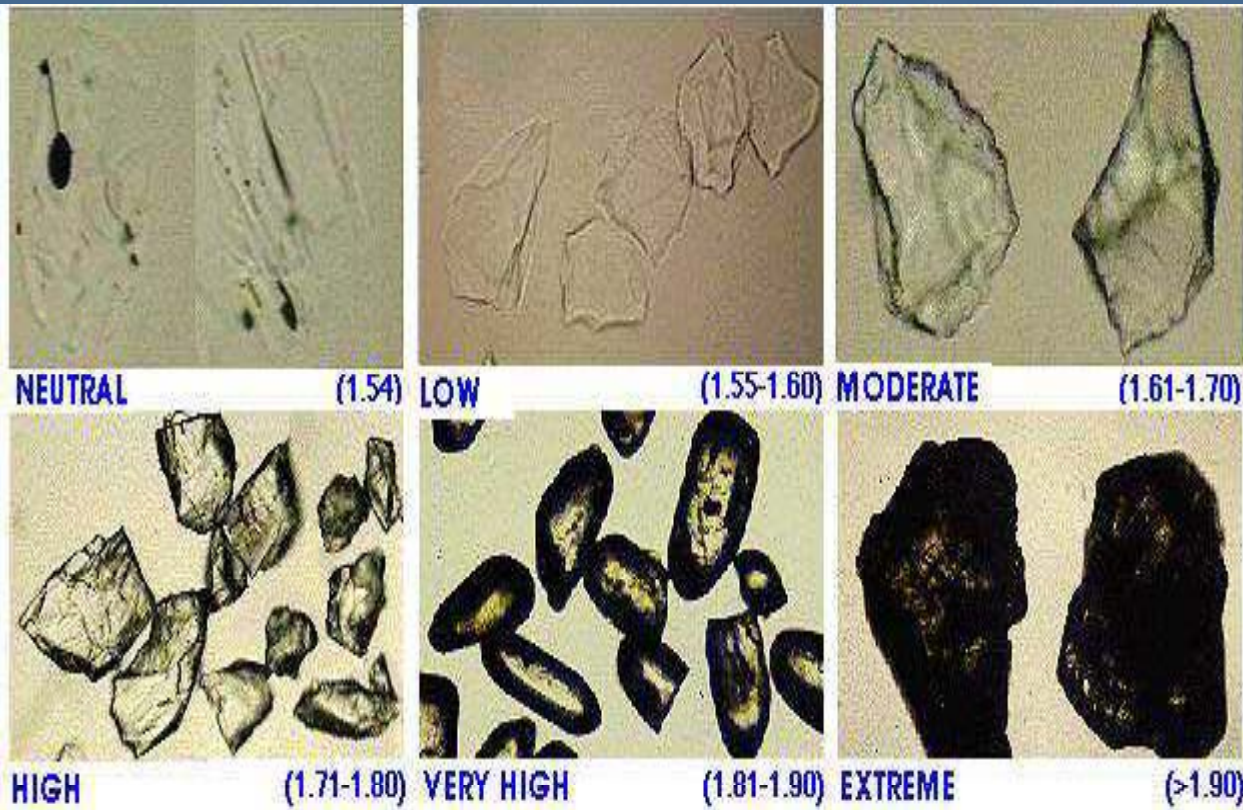 NEUTRAL (1.54)
LOW (1.55-1.60)
MODERATE (1.61-1.70)
HIGH (1.71-1.80)
VERY HIGH (1.81-1.90)
EXTREME (>1.90)